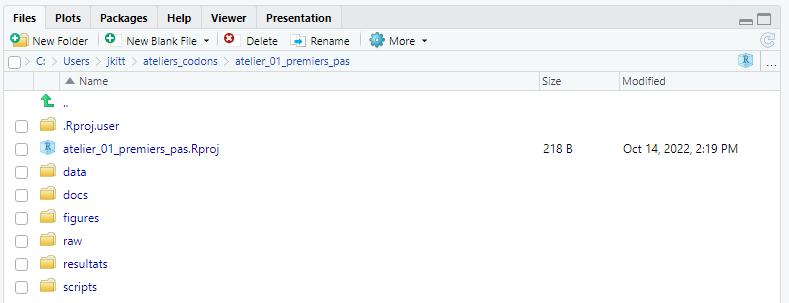 Files Plots Packages Help Viewer Presentation
New Folder New Blank File Delete Rename More
C: Users jkitt ateliers_codons atelier_01_premiers_pas R ...
Name Size Modified
..
.Rproj.user
R atelier_01_premiers_pas.Rproj 218 B Oct 14, 2022, 2:19 PM
data
docs
figures
raw
resultats
scripts